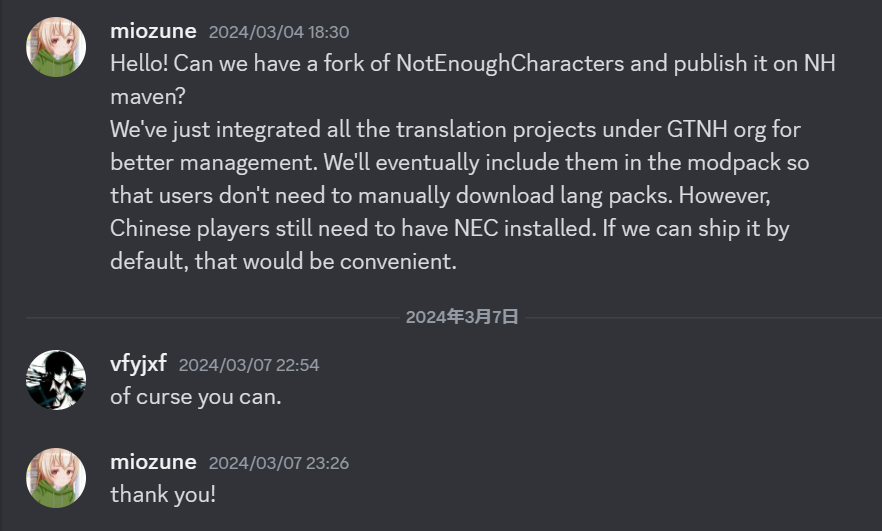 miozune 2024/03/04 18:30
Hello! Can we have a fork of NotEnoughCharacters and publish it on NH
maven?
We've just integrated all the translation projects under GTNH org for
better management. We'll eventually include them in the modpack so
that users don't need to manually download lang packs. However,
Chinese players still need to have NEC installed. If we can ship it by
default, that would be convenient.
2024年3月7日
vfyjxf 2024/03/07 22:54
of curse you can.
miozune 2024/03/07 23:26
thank you!